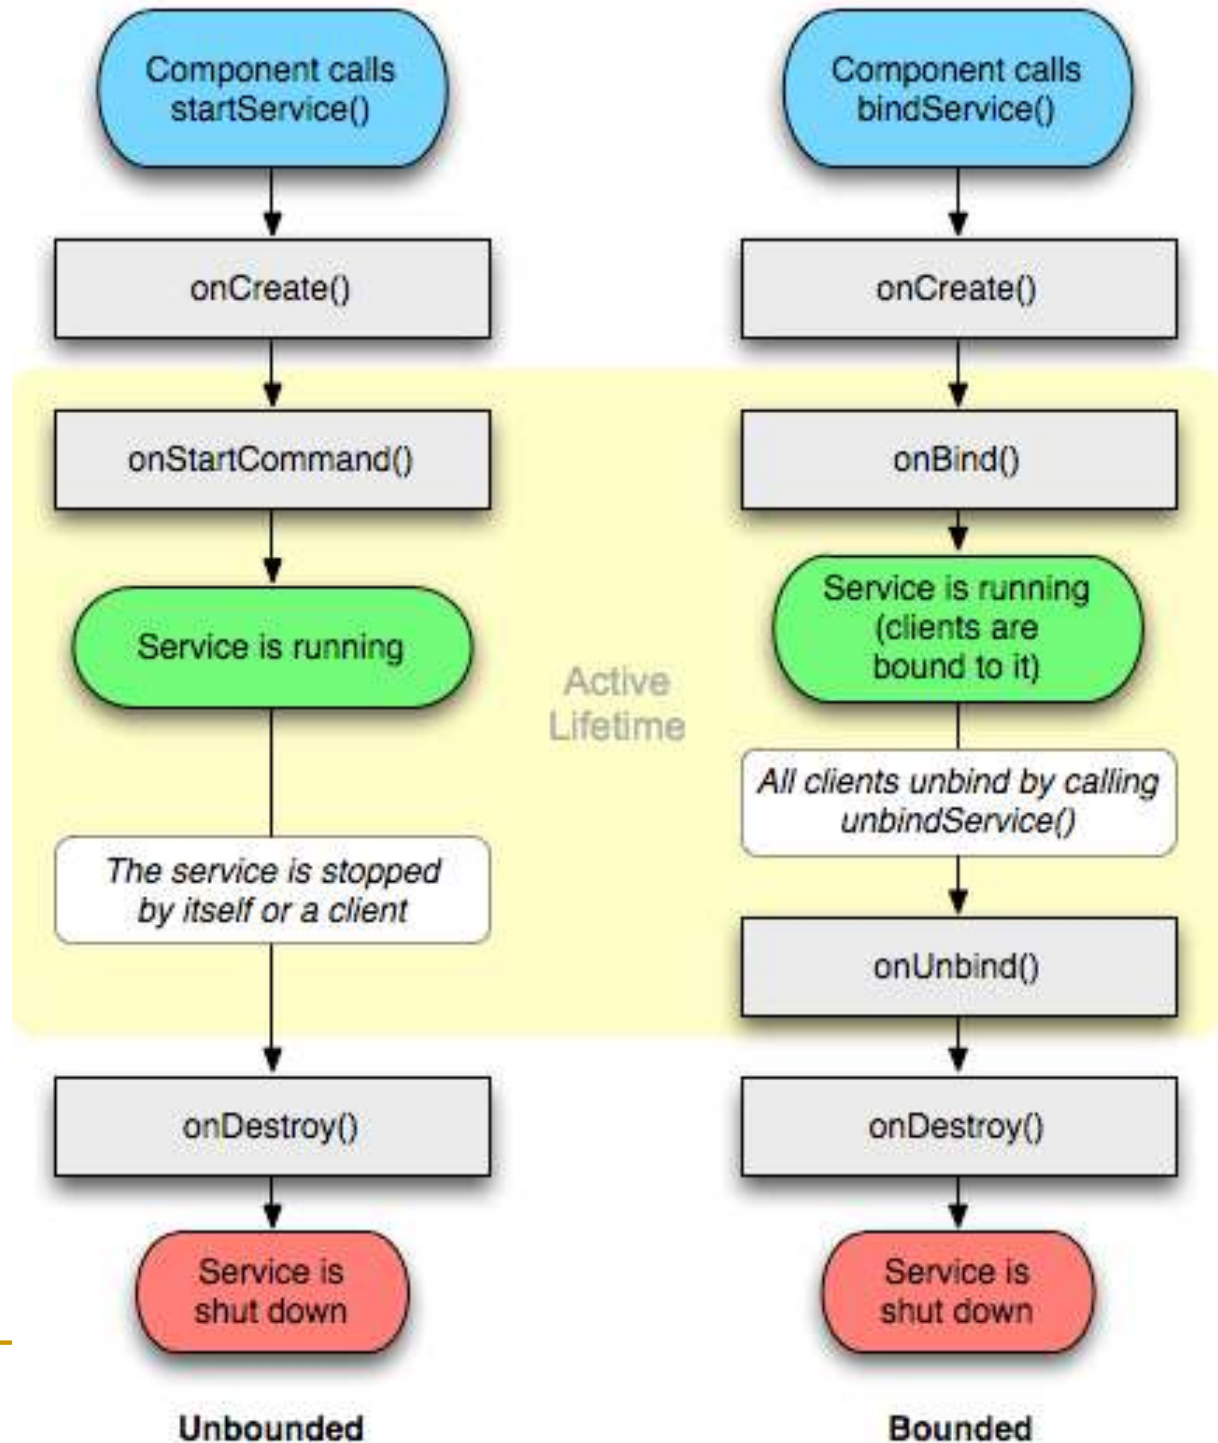 Component calls
startService()
onCreate()
onStartCommand()
Service is running
The service is stopped
by itself or a client
onDestroy()
Service is
shut down
Unbounded
Active
Lifetime
Component calls
bindService()
onCreate()
onBind()
Service is running
(clients are
bound to it)
All clients unbind by calling
unbindService()
onUnbind()
onDestroy()
Service is
shut down
Bounded